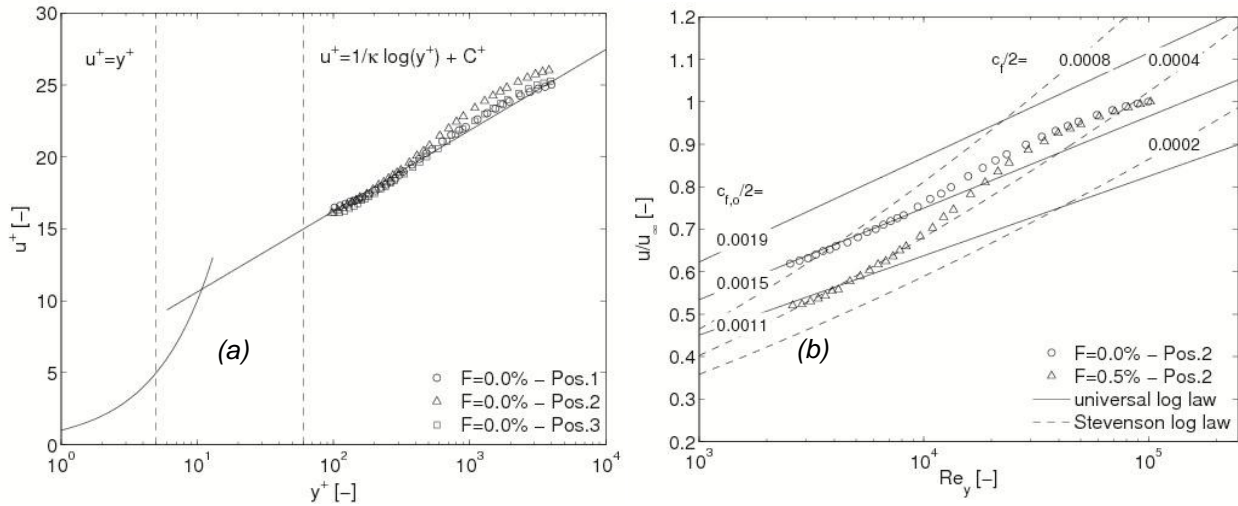 30
25
20
15
10
5
0
u⁺ [–]
u⁺=y⁺
u⁺=1/κ log(y⁺) + C⁺
(a)
F=0.0% – Pos.1
F=0.0% – Pos.2
F=0.0% – Pos.3
10⁰ 10¹ 10² 10³ 10⁴
y⁺ [–]
1.2
1.1
1
0.9
0.8
0.7
0.6
0.5
0.4
0.3
0.2
u/u∞ [–]
c_f/2= 0.0008 0.0004
0.0002
c_f,o/2=
0.0019
0.0015
0.0011
(b)
F=0.0% – Pos.2
F=0.5% – Pos.2
universal log law
Stevenson log law
10³ 10⁴ 10⁵
Re_y [–]